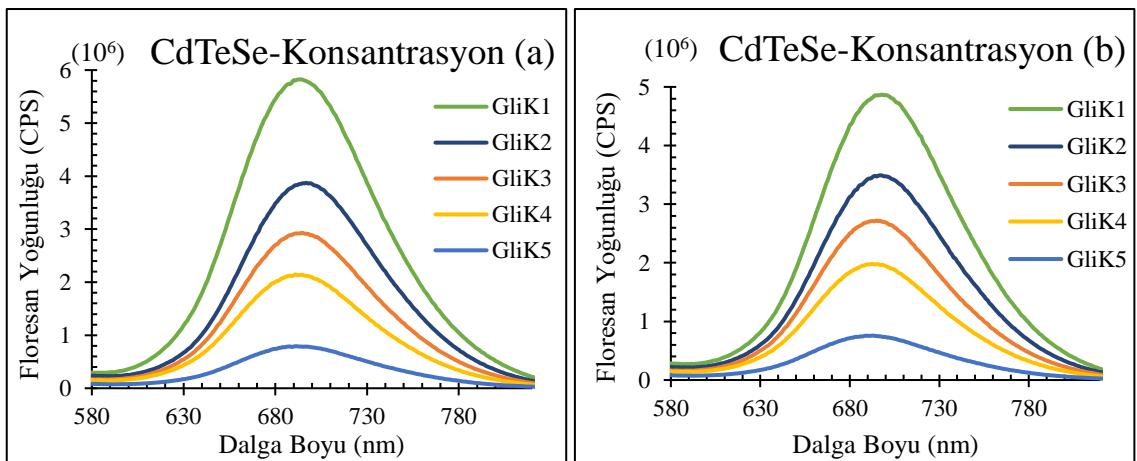 (10⁶) CdTeSe-Konsantrasyon (a)
Floresan Yoğunluğu (CPS)
6
5
4
3
2
1
0
580 630 680 730 780
Dalga Boyu (nm)
GliK1
GliK2
GliK3
GliK4
GliK5
(10⁶) CdTeSe-Konsantrasyon (b)
Floresan Yoğunluğu (CPS)
5
4
3
2
1
0
580 630 680 730 780
Dalga Boyu (nm)
GliK1
GliK2
GliK3
GliK4
GliK5